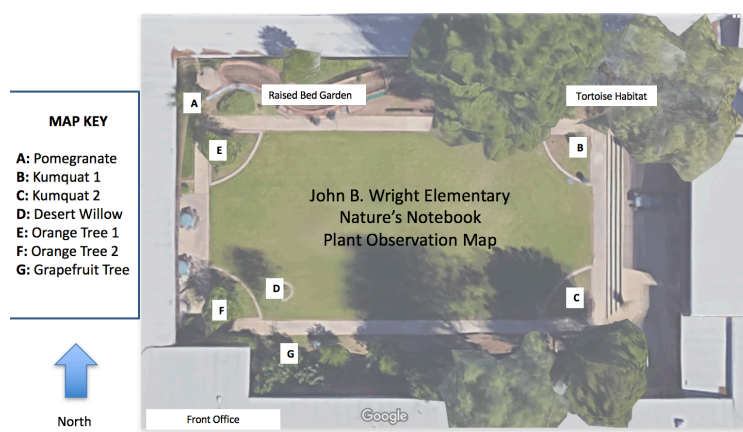 MAP KEY
A: Pomegranate
B: Kumquat 1
C: Kumquat 2
D: Desert Willow
E: Orange Tree 1
F: Orange Tree 2
G: Grapefruit Tree
North
Raised Bed Garden
Tortoise Habitat
A
E
B
John B. Wright Elementary
Nature's Notebook
Plant Observation Map
D
C
F
G
Front Office
Google